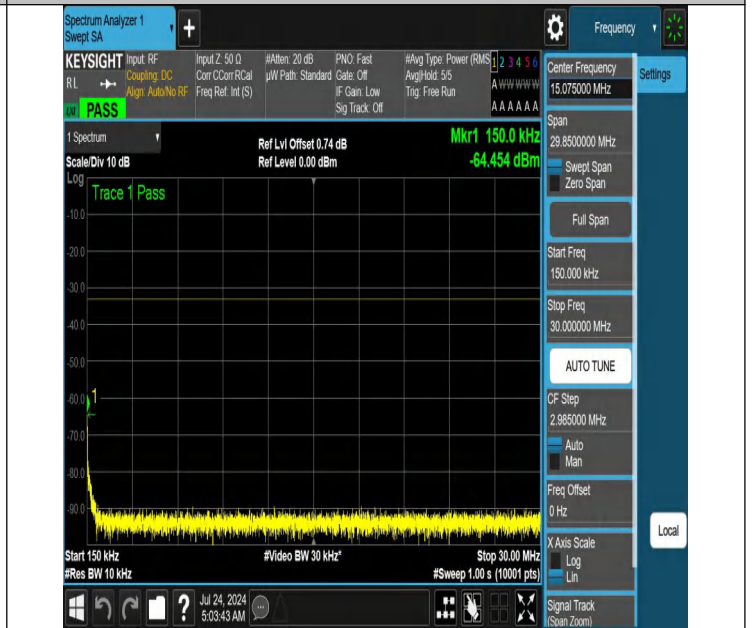 Spectrum Analyzer 1
Swept SA
+
Frequency
KEYSIGHT
RL
PASS
Input: RF
Coupling: DC
Align: Auto/No RF
Input Z: 50 Ω
Corr CCorr RCal
Freq Ref: Int (S)
#Atten: 20 dB
µW Path: Standard
PNO: Fast
Gate: Off
IF Gain: Low
Sig Track: Off
#Avg Type: Power (RMS
Avg|Hold: 5/5
Trig: Free Run
1 2 3 4 5 6
A W W W W W
A A A A A A
1 Spectrum
Scale/Div 10 dB
Ref Lvl Offset 0.74 dB
Ref Level 0.00 dBm
Mkr1 150.0 kHz
-64.454 dBm
Log
Trace 1 Pass
-10.0
-20.0
-30.0
-40.0
-50.0
-60.0
1
-70.0
-80.0
-90.0
Start 150 kHz
#Res BW 10 kHz
#Video BW 30 kHz*
Stop 30.00 MHz
#Sweep 1.00 s (10001 pts)
?
Jul 24, 2024
5:03:43 AM
Center Frequency
15.075000 MHz
Span
29.8500000 MHz
Swept Span
Zero Span
Full Span
Start Freq
150.000 kHz
Stop Freq
30.000000 MHz
AUTO TUNE
CF Step
2.985000 MHz
Auto
Man
Freq Offset
0 Hz
X Axis Scale
Log
Lin
Signal Track
(Span Zoom)
Settings
Local